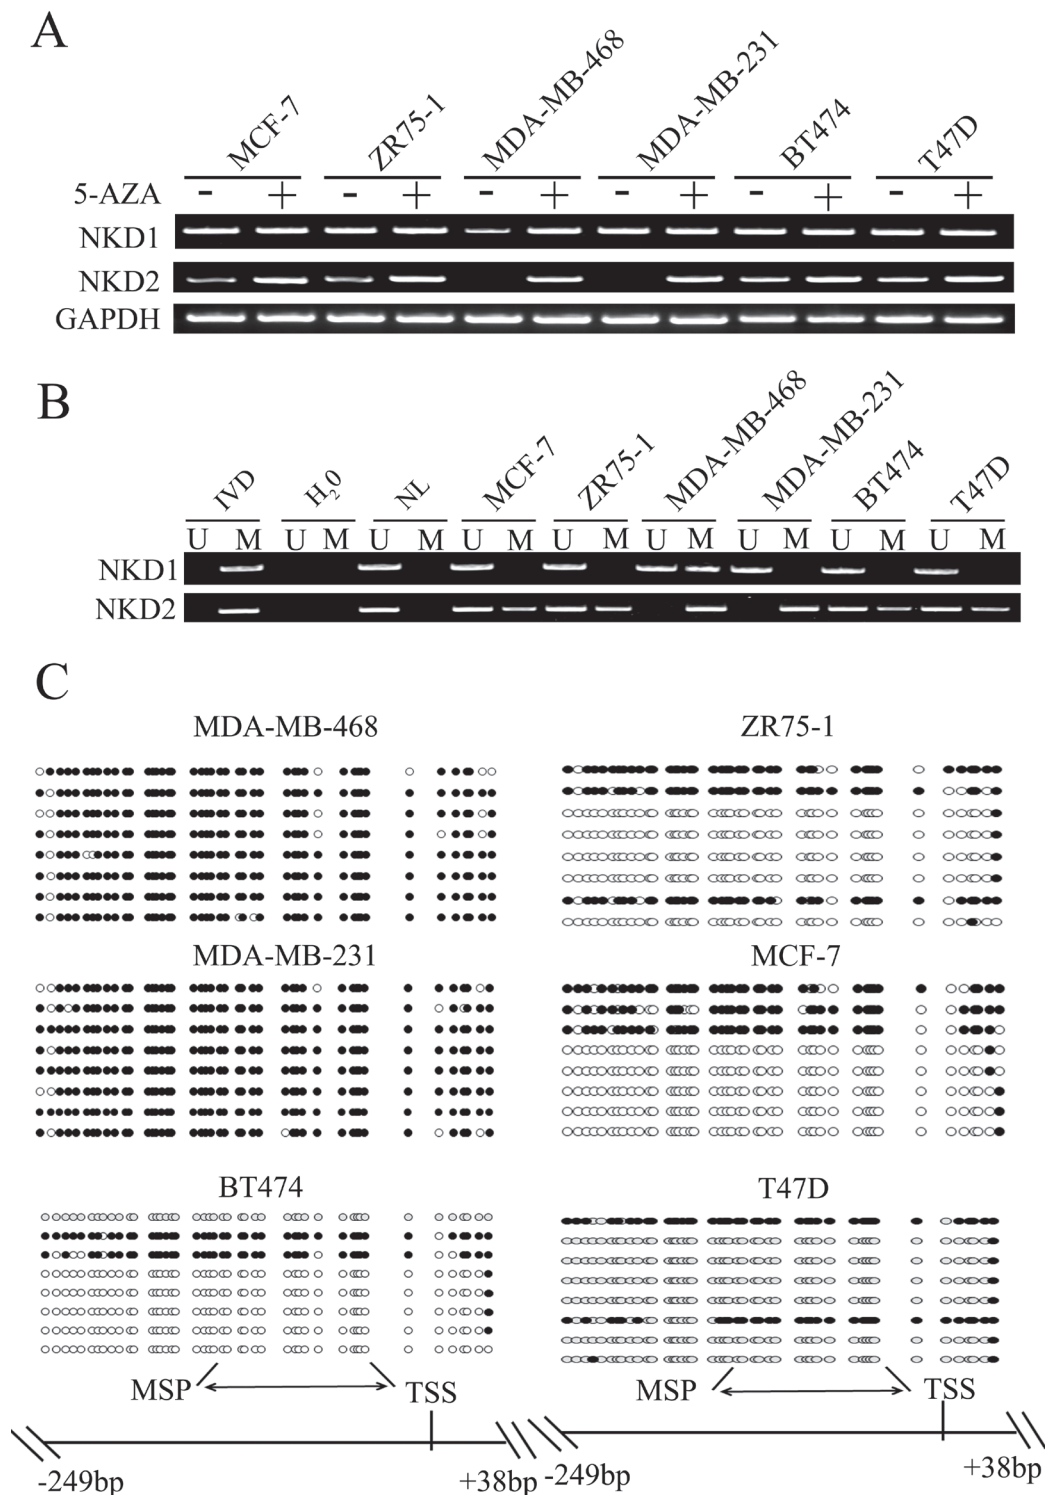 A
MCF-7 ZR75-1 MDA-MB-468 MDA-MB-231 BT474 T47D
5-AZA - + - + - + - + - + - +
NKD1
NKD2
GAPDH
B
IVD H₂0 NL MCF-7 ZR75-1 MDA-MB-468 MDA-MB-231 BT474 T47D
U M U M U M U M U M U M U M U M U M
NKD1
NKD2
C
MDA-MB-468 ZR75-1
MDA-MB-231 MCF-7
BT474 T47D
MSP TSS MSP TSS
-249bp +38bp -249bp +38bp